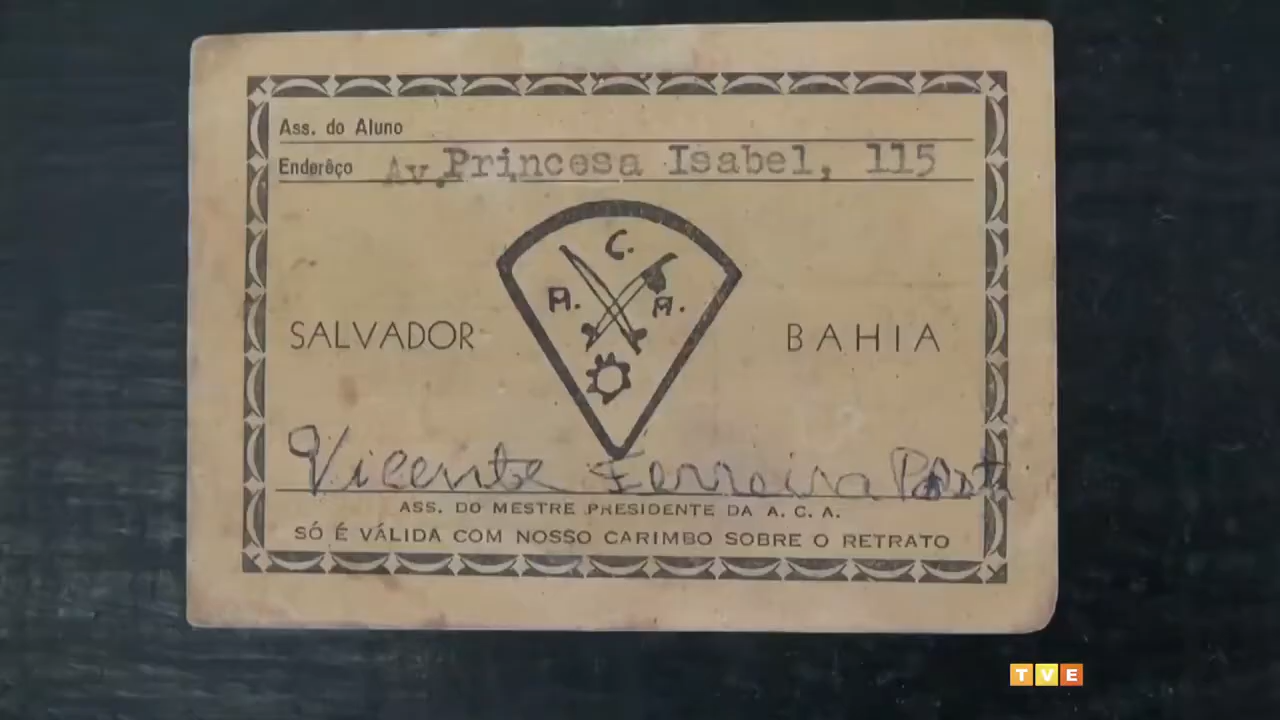 Ass. do Aluno
Enderêço Av. Princesa Isabel, 115
C.
A. A.
SALVADOR BAHIA
Vicente Ferreira
ASS. DO MESTRE PRESIDENTE DA A. C. A.
SÓ É VÁLIDA COM NOSSO CARIMBO SOBRE O RETRATO
TVE